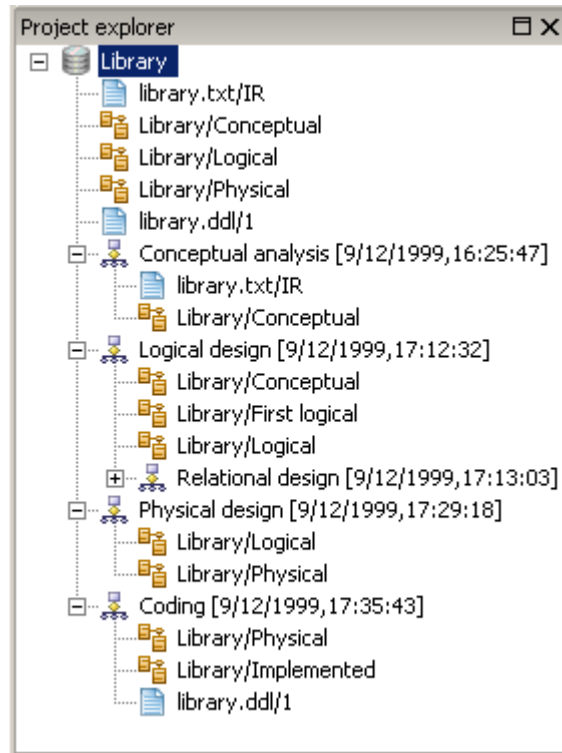 Project explorer
Library
library.txt/IR
Library/Conceptual
Library/Logical
Library/Physical
library.ddl/1
Conceptual analysis [9/12/1999,16:25:47]
library.txt/IR
Library/Conceptual
Logical design [9/12/1999,17:12:32]
Library/Conceptual
Library/First logical
Library/Logical
Relational design [9/12/1999,17:13:03]
Physical design [9/12/1999,17:29:18]
Library/Logical
Library/Physical
Coding [9/12/1999,17:35:43]
Library/Physical
Library/Implemented
library.ddl/1